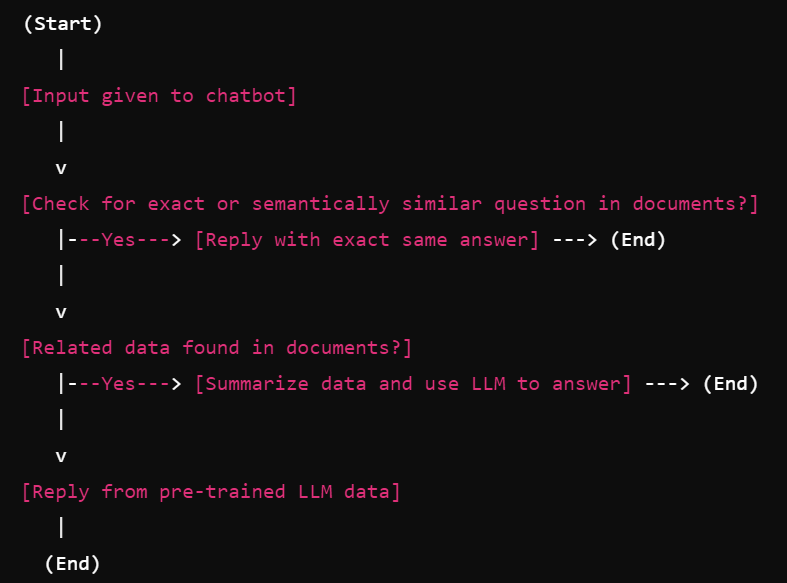 (Start)
|
[Input given to chatbot]
|
v
[Check for exact or semantically similar question in documents?]
|---Yes---> [Reply with exact same answer] ---> (End)
|
v
[Related data found in documents?]
|---Yes---> [Summarize data and use LLM to answer] ---> (End)
|
v
[Reply from pre-trained LLM data]
|
(End)